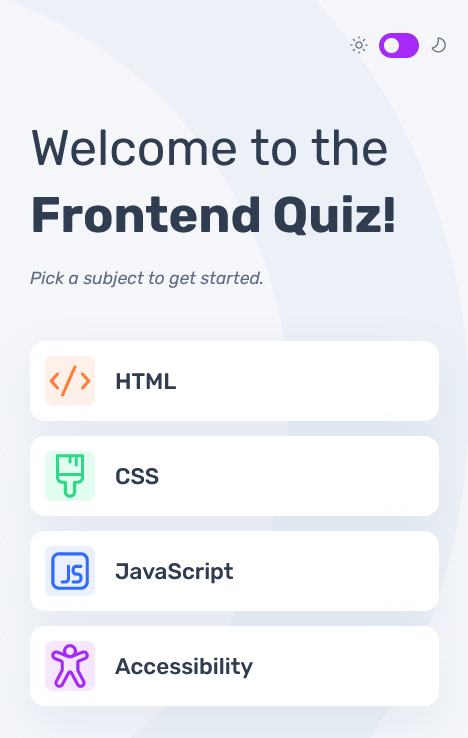 Welcome to the
Frontend Quiz!
Pick a subject to get started.
HTML
CSS
JS JavaScript
Accessibility